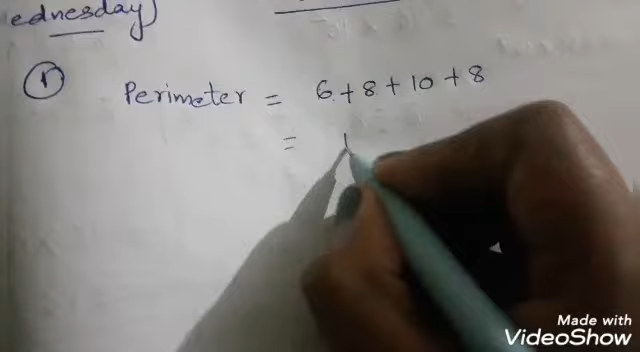 ednesday)
① Perimeter = 6+8+10+8
=
Made with
VideoShow